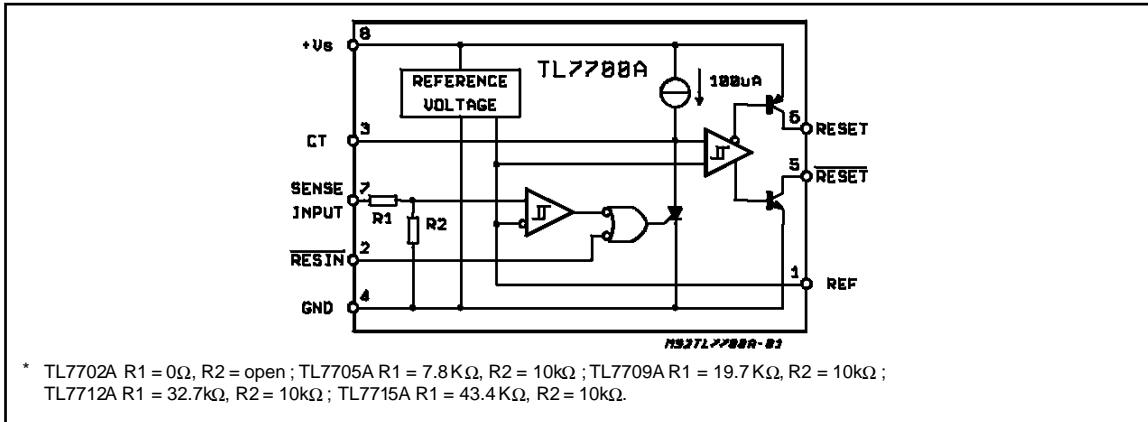 8
+Vs
TL7700A
REFERENCE
VOLTAGE
100uA
6
RESET
3
CT
5
RESET
SENSE
INPUT
7
R1
R2
2
RESIN
1
REF
4
GND
M92TL7700A-01
* TL7702A R1 = 0Ω, R2 = open ; TL7705A R1 = 7.8 KΩ, R2 = 10kΩ ; TL7709A R1 = 19.7 KΩ, R2 = 10kΩ ;
TL7712A R1 = 32.7kΩ, R2 = 10kΩ ; TL7715A R1 = 43.4 KΩ, R2 = 10kΩ.